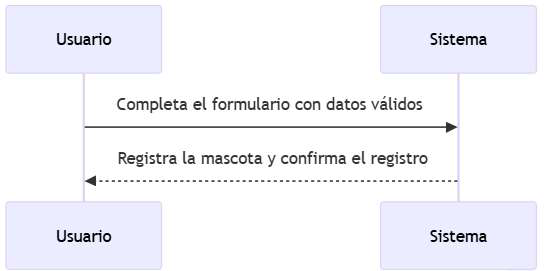 Usuario
Sistema
Completa el formulario con datos válidos
Registra la mascota y confirma el registro
Usuario
Sistema